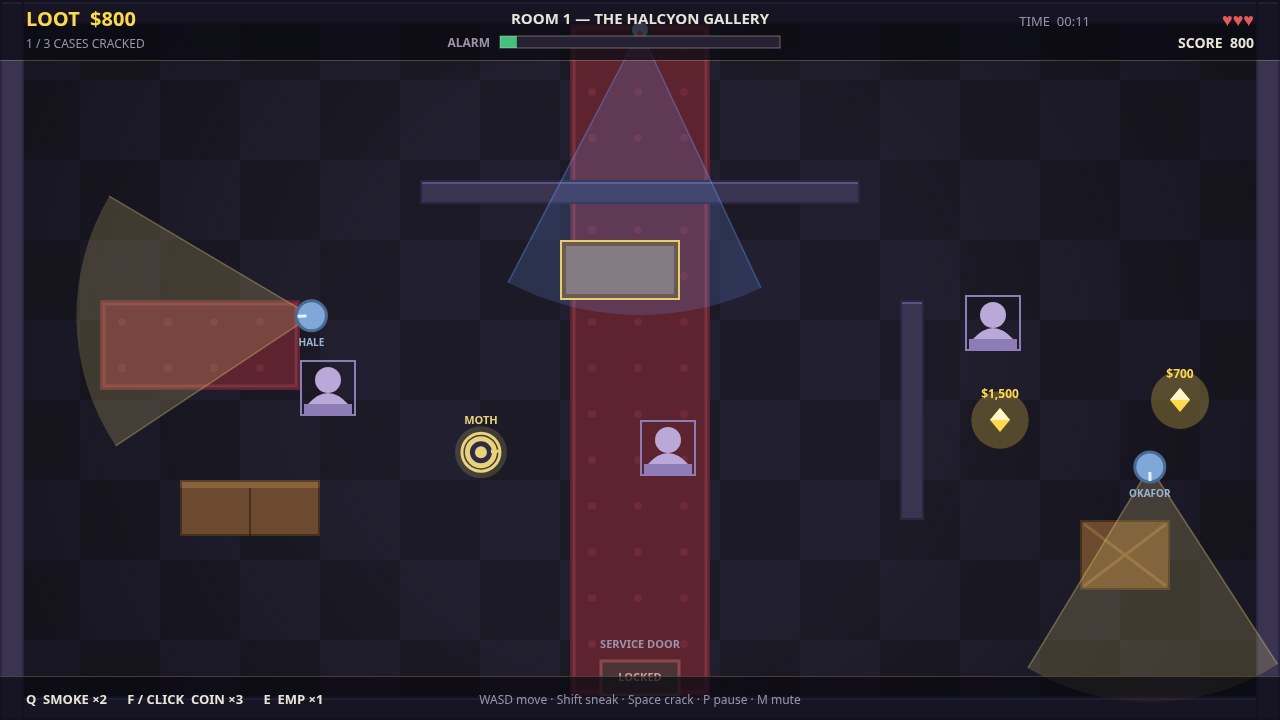 LOOT $800
ROOM 1 — THE HALCYON GALLERY
TIME 00:11
♥♥♥
1 / 3 CASES CRACKED
ALARM
SCORE 800
HALE
$700
$1,500
MOTH
OKAFOR
SERVICE DOOR
LOCKED
Q SMOKE ×2 F / CLICK COIN ×3 E EMP ×1
WASD move · Shift sneak · Space crack · P pause · M mute